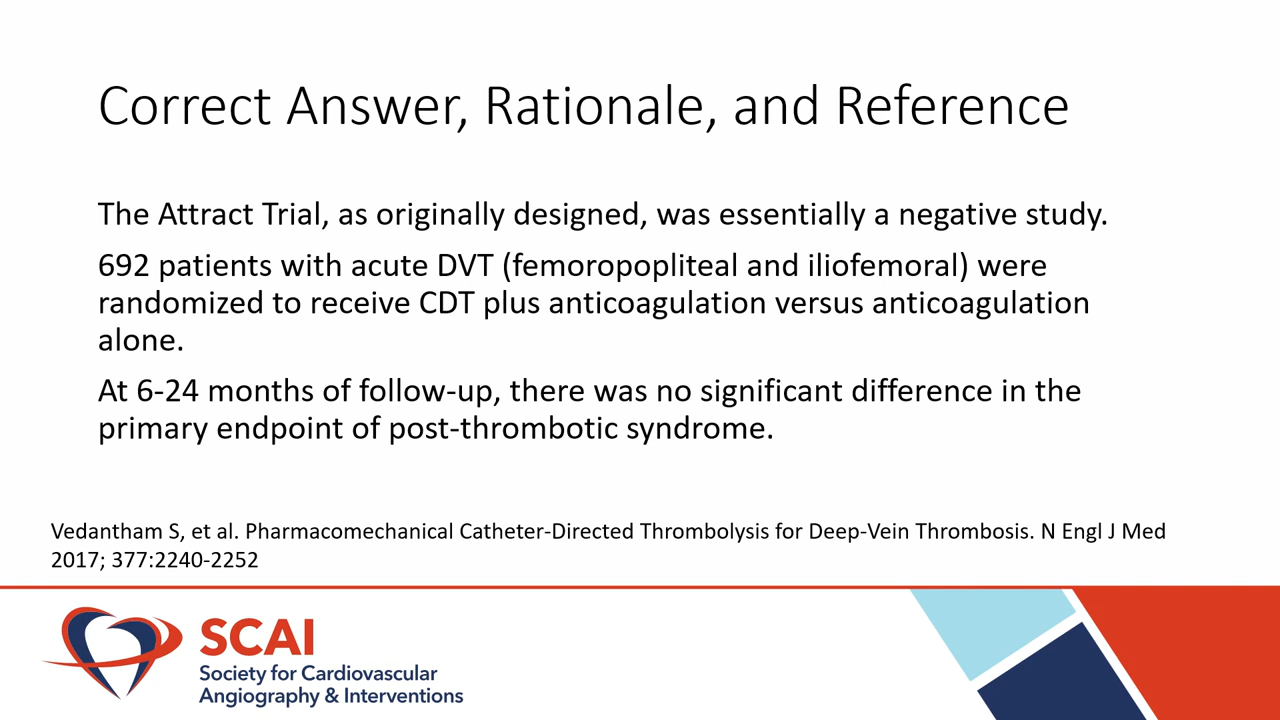 Correct Answer, Rationale, and Reference
The Attract Trial, as originally designed, was essentially a negative study.
692 patients with acute DVT (femoropopliteal and iliofemoral) were
randomized to receive CDT plus anticoagulation versus anticoagulation
alone.
At 6-24 months of follow-up, there was no significant difference in the
primary endpoint of post-thrombotic syndrome.
Vedantham S, et al. Pharmacomechanical Catheter-Directed Thrombolysis for Deep-Vein Thrombosis. N Engl J Med
2017; 377:2240-2252
SCAI
Society for Cardiovascular
Angiography & Interventions